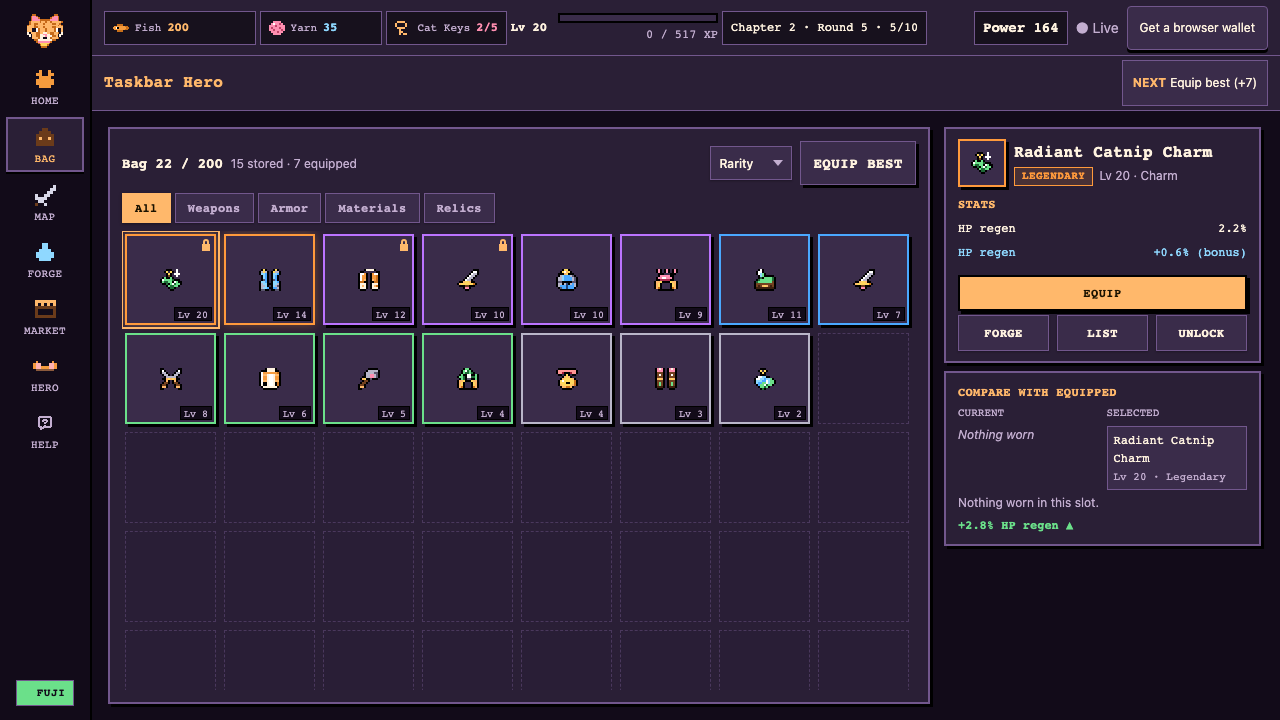 Fish 200
Yarn 35
Cat Keys 2/5
Lv 20
0 / 517 XP
Chapter 2 · Round 5 · 5/10
Power 164
Live
Get a browser wallet
HOME
BAG
MAP
FORGE
MARKET
HERO
HELP
FUJI
Taskbar Hero
NEXT Equip best (+7)
Bag 22 / 200 15 stored · 7 equipped
Rarity
EQUIP BEST
All
Weapons
Armor
Materials
Relics
Lv 20
Lv 14
Lv 12
Lv 10
Lv 10
Lv 9
Lv 11
Lv 7
Lv 8
Lv 6
Lv 5
Lv 4
Lv 4
Lv 3
Lv 2
Radiant Catnip Charm
LEGENDARY Lv 20 · Charm
STATS
HP regen 2.2%
HP regen +0.6% (bonus)
EQUIP
FORGE
LIST
UNLOCK
COMPARE WITH EQUIPPED
CURRENT
Nothing worn
SELECTED
Radiant Catnip
Charm
Lv 20 · Legendary
Nothing worn in this slot.
+2.8% HP regen ▲